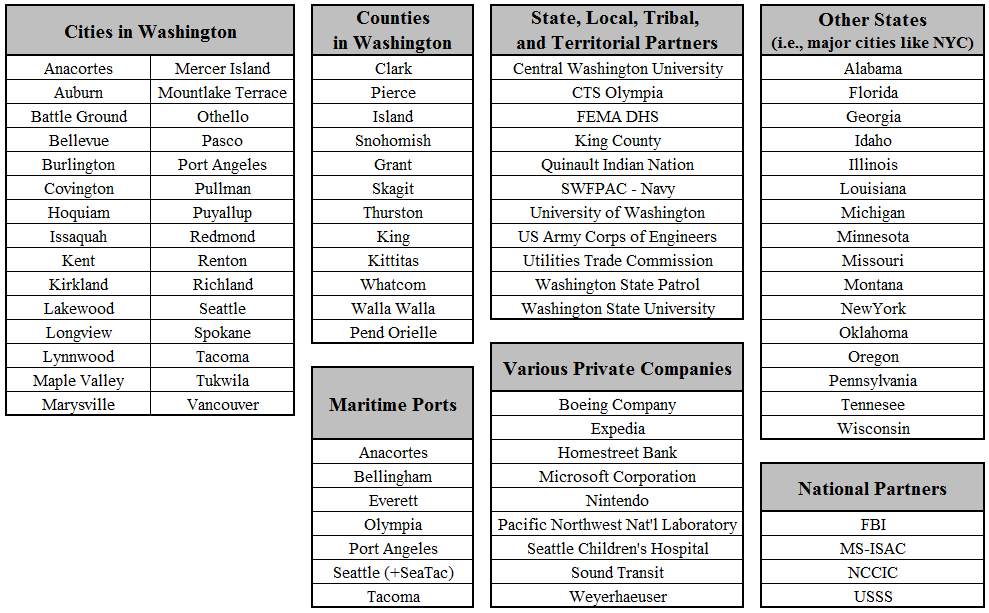 Cities in Washington
Anacortes Mercer Island
Auburn Mountlake Terrace
Battle Ground Othello
Bellevue Pasco
Burlington Port Angeles
Covington Pullman
Hoquiam Puyallup
Issaquah Redmond
Kent Renton
Kirkland Richland
Lakewood Seattle
Longview Spokane
Lynnwood Tacoma
Maple Valley Tukwila
Marysville Vancouver
Counties
in Washington
Clark
Pierce
Island
Snohomish
Grant
Skagit
Thurston
King
Kittitas
Whatcom
Walla Walla
Pend Orielle
Maritime Ports
Anacortes
Bellingham
Everett
Olympia
Port Angeles
Seattle (+SeaTac)
Tacoma
State, Local, Tribal,
and Territorial Partners
Central Washington University
CTS Olympia
FEMA DHS
King County
Quinault Indian Nation
SWFPAC - Navy
University of Washington
US Army Corps of Engineers
Utilities Trade Commission
Washington State Patrol
Washington State University
Various Private Companies
Boeing Company
Expedia
Homestreet Bank
Microsoft Corporation
Nintendo
Pacific Northwest Nat'l Laboratory
Seattle Children's Hospital
Sound Transit
Weyerhaeuser
Other States
(i.e., major cities like NYC)
Alabama
Florida
Georgia
Idaho
Illinois
Louisiana
Michigan
Minnesota
Missouri
Montana
NewYork
Oklahoma
Oregon
Pennsylvania
Tennesee
Wisconsin
National Partners
FBI
MS-ISAC
NCCIC
USSS